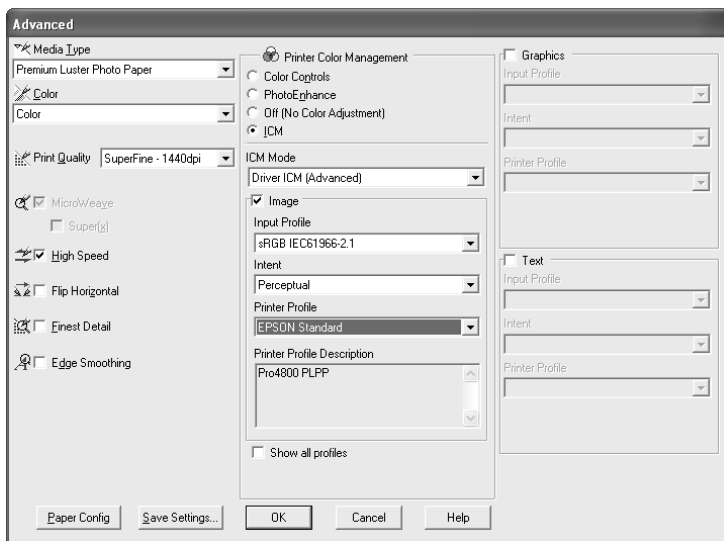 Advanced
Media Type
Premium Luster Photo Paper
Color
Color
Print Quality SuperFine - 1440dpi
MicroWeave
Super(x)
High Speed
Flip Horizontal
Finest Detail
Edge Smoothing
Paper Config Save Settings...
Printer Color Management
Color Controls
PhotoEnhance
Off (No Color Adjustment)
ICM
ICM Mode
Driver ICM (Advanced)
Image
Input Profile
sRGB IEC61966-2.1
Intent
Perceptual
Printer Profile
EPSON Standard
Printer Profile Description
Pro4800 PLPP
Show all profiles
OK Cancel Help
Graphics
Input Profile
Intent
Printer Profile
Text
Input Profile
Intent
Printer Profile